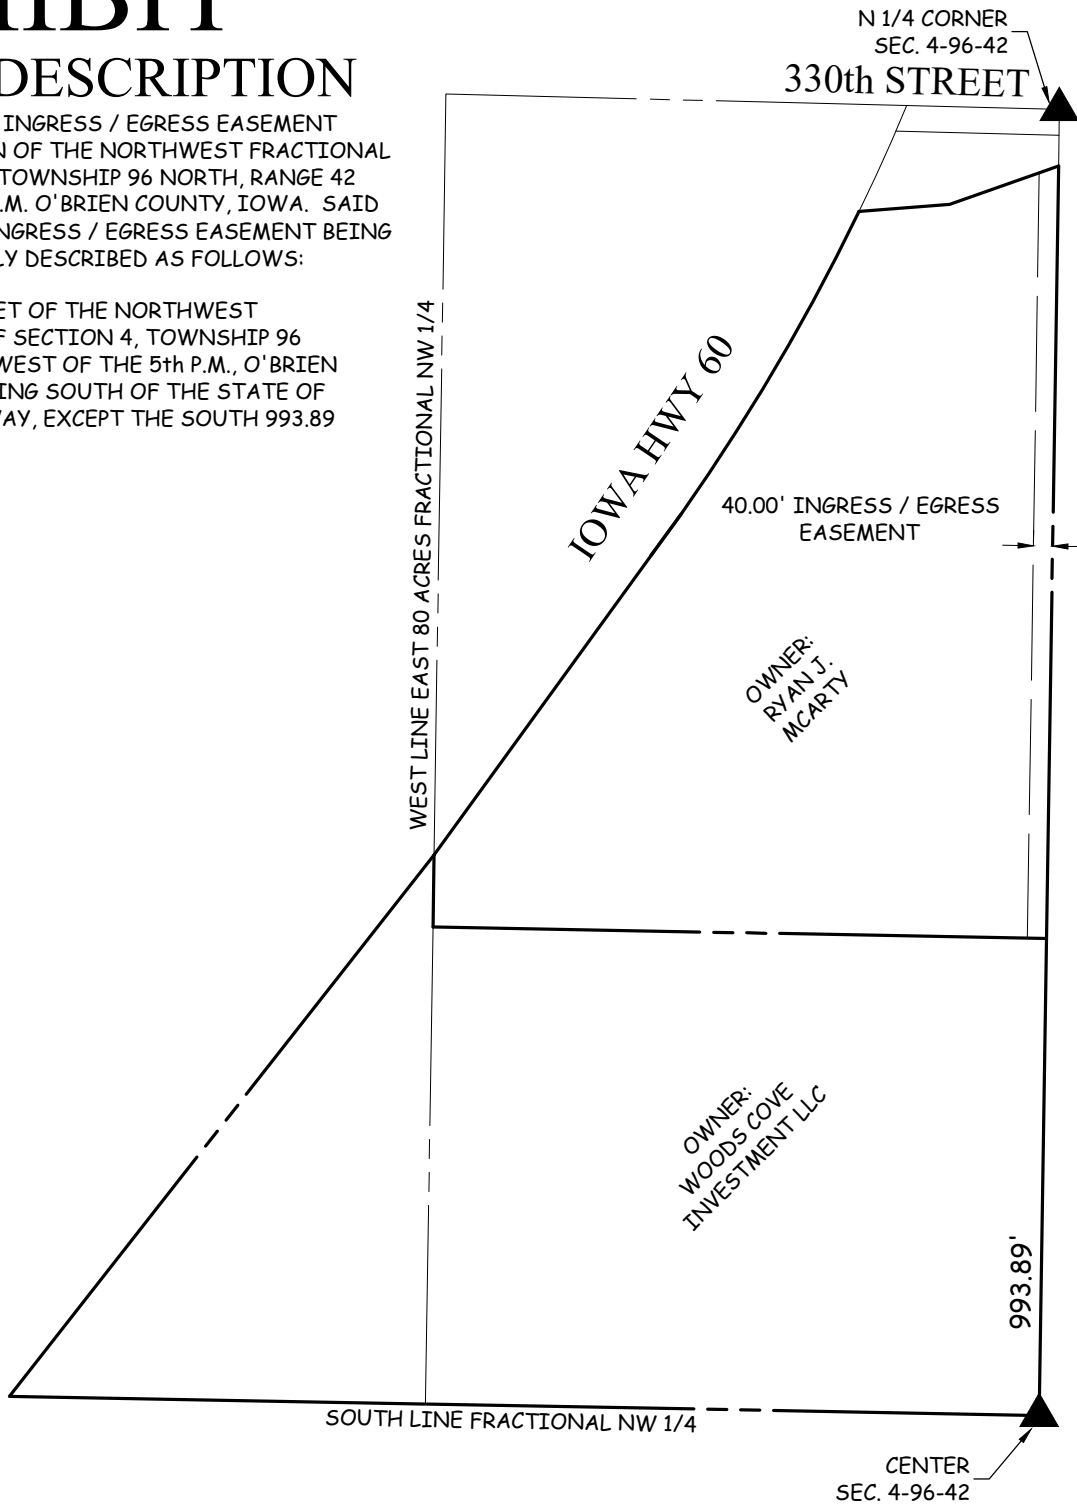 HIBIT
DESCRIPTION
INGRESS / EGRESS EASEMENT
N OF THE NORTHWEST FRACTIONAL
TOWNSHIP 96 NORTH, RANGE 42
.M. O'BRIEN COUNTY, IOWA. SAID
NGRESS / EGRESS EASEMENT BEING
LY DESCRIBED AS FOLLOWS:
ET OF THE NORTHWEST
F SECTION 4, TOWNSHIP 96
WEST OF THE 5th P.M., O'BRIEN
ING SOUTH OF THE STATE OF
AY, EXCEPT THE SOUTH 993.89
N 1/4 CORNER
SEC. 4-96-42
330th STREET
WEST LINE EAST 80 ACRES FRACTIONAL NW 1/4
IOWA HWY 60
40.00' INGRESS / EGRESS
EASEMENT
OWNER:
RYAN J.
MCARTY
OWNER:
WOODS COVE
INVESTMENT LLC
993.89'
SOUTH LINE FRACTIONAL NW 1/4
CENTER
SEC. 4-96-42